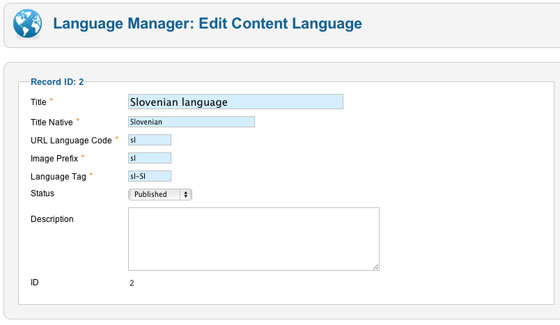 Language Manager: Edit Content Language
Record ID: 2
Title * Slovenian language
Title Native * Slovenian
URL Language Code * sl
Image Prefix * sl
Language Tag * sl-SI
Status Published
Description
ID 2